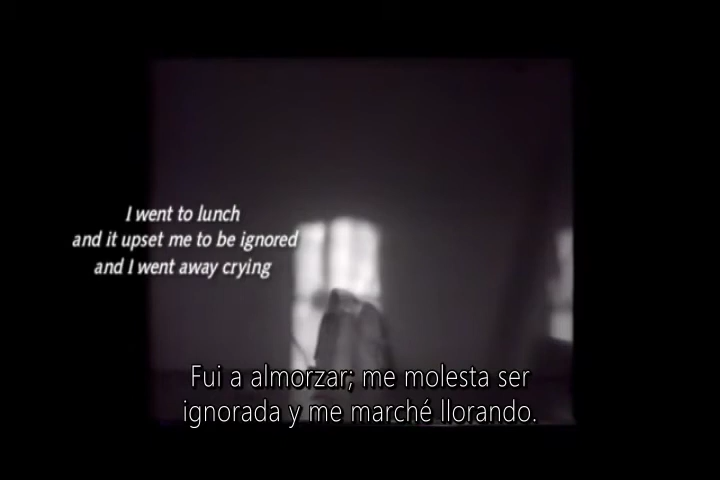 I went to lunch
and it upset me to be ignored
and I went away crying
Fui a almorzar; me molesta ser
ignorada y me marché llorando.